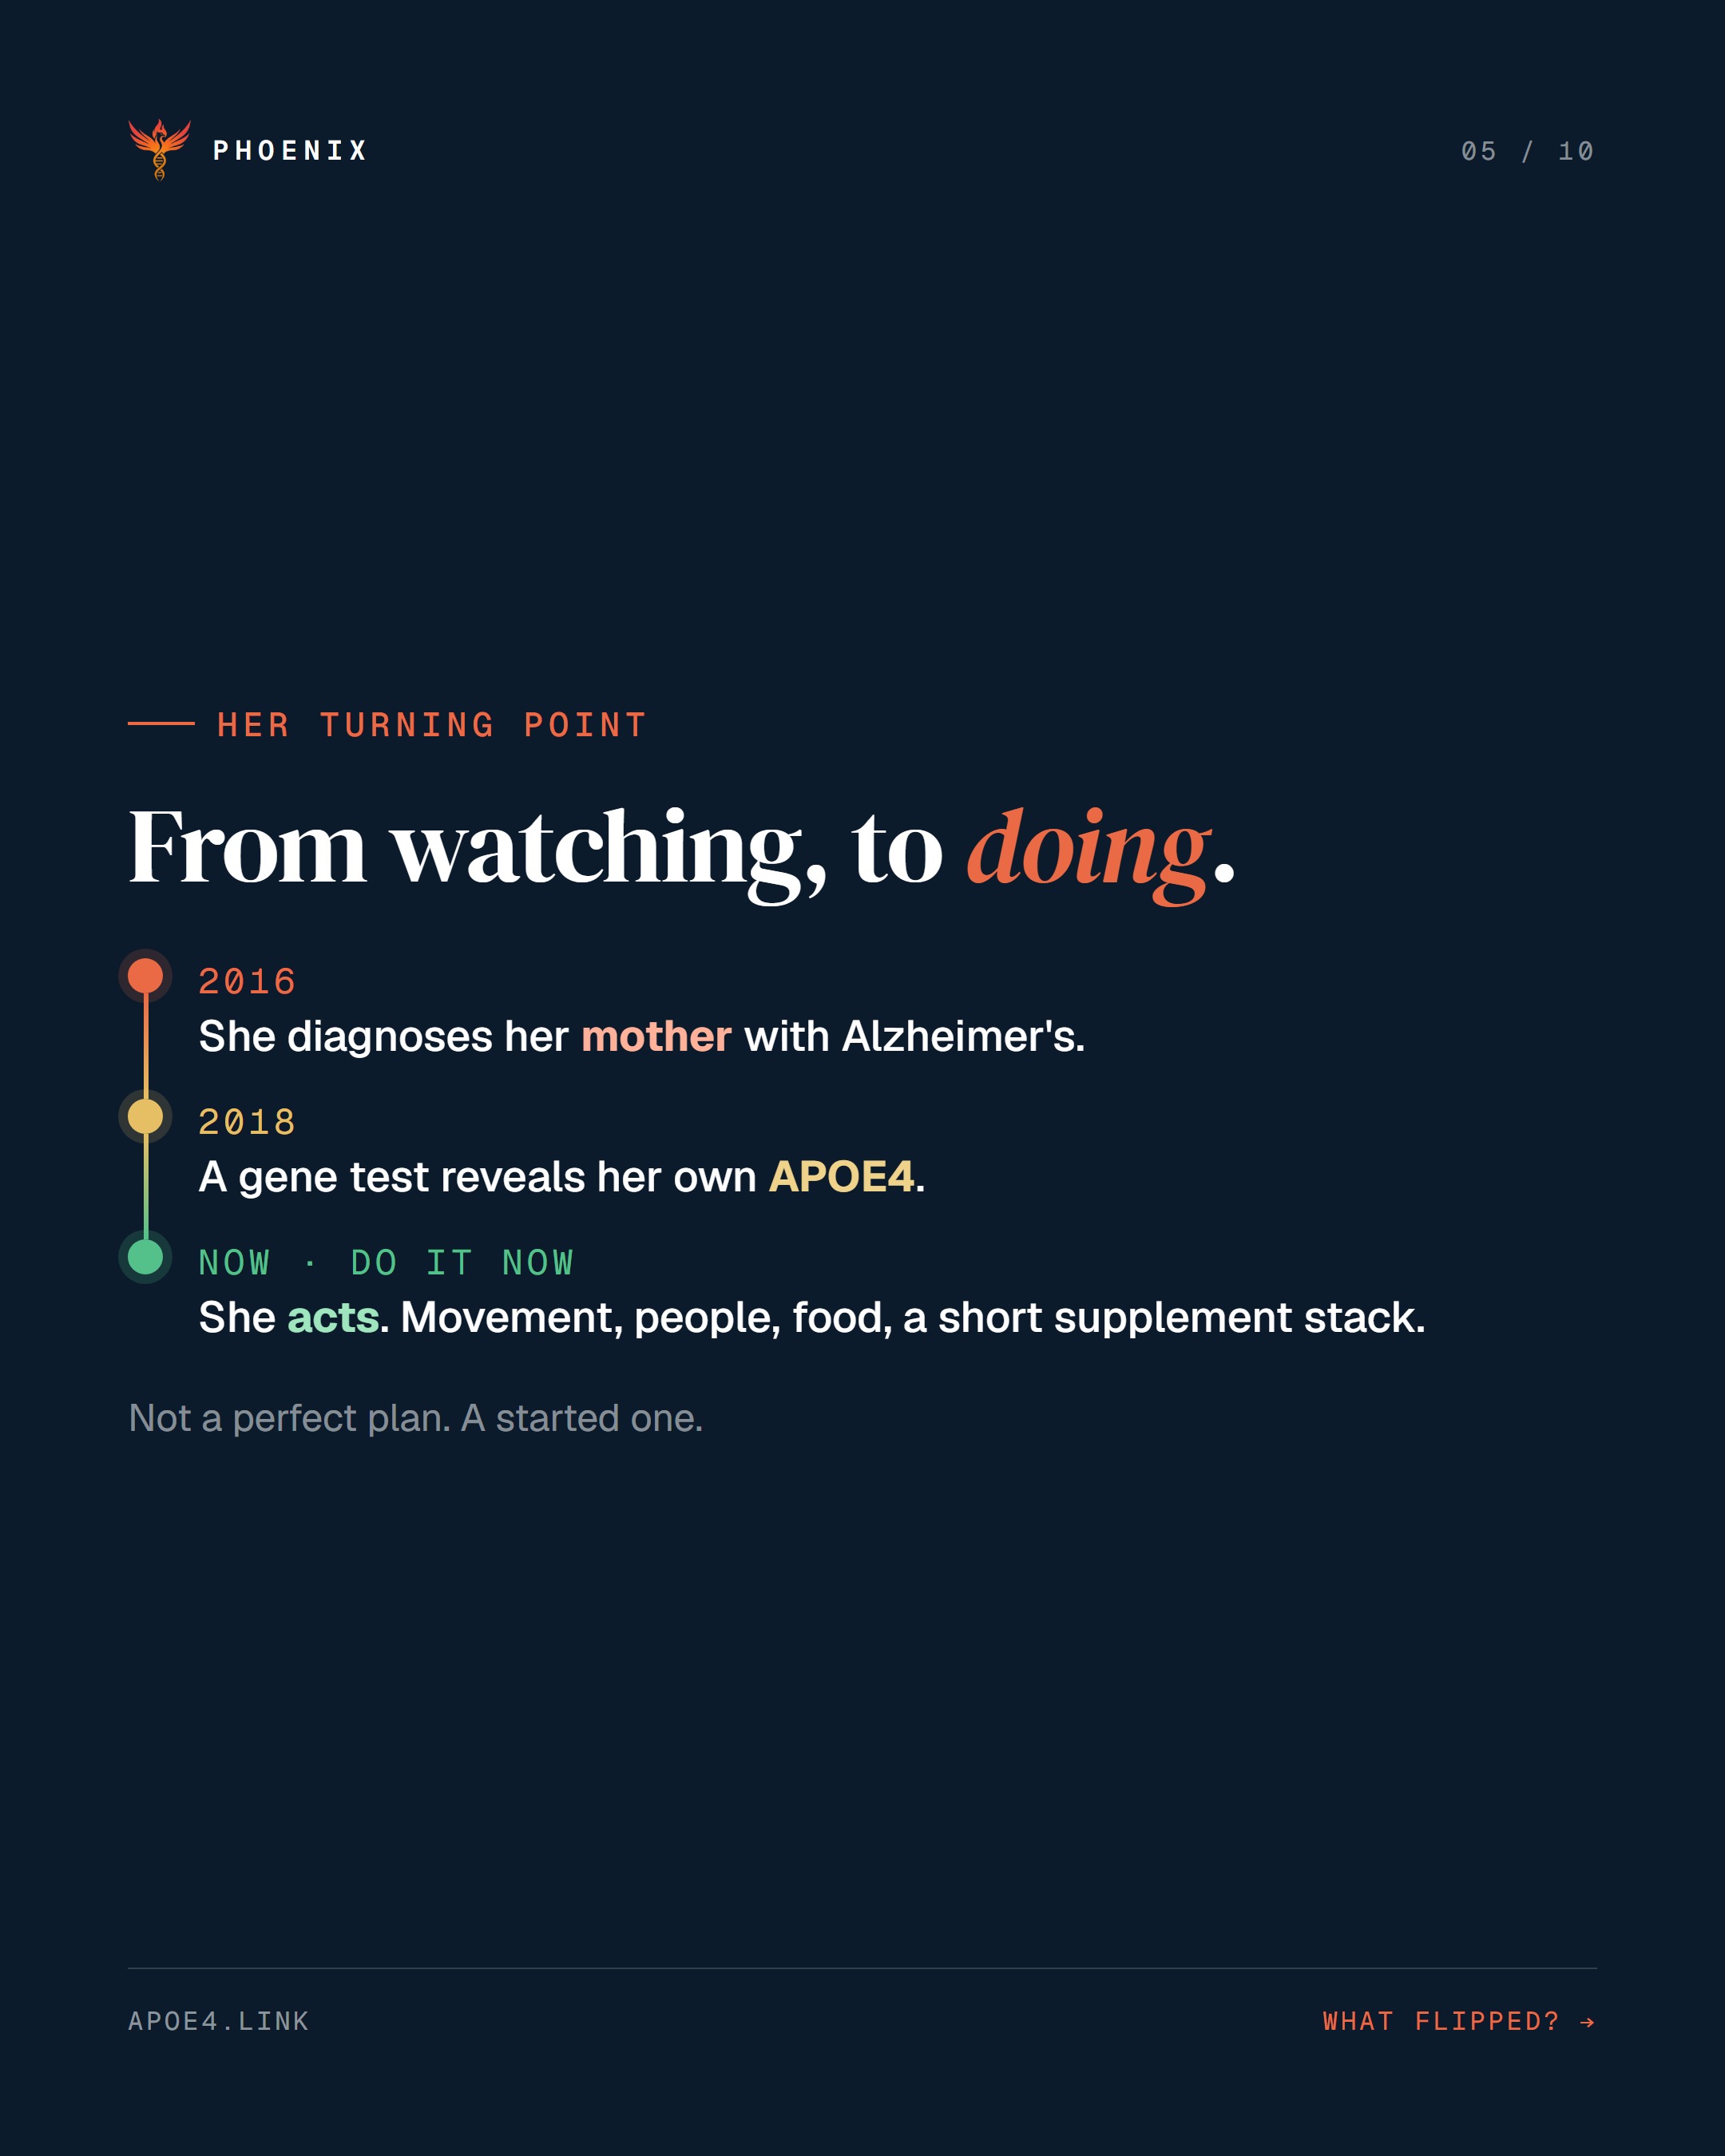 PHOENIX
05 / 10
HER TURNING POINT
From watching, to doing.
2016
She diagnoses her mother with Alzheimer's.
2018
A gene test reveals her own APOE4.
NOW · DO IT NOW
She acts. Movement, people, food, a short supplement stack.
Not a perfect plan. A started one.
APOE4.LINK
WHAT FLIPPED? →